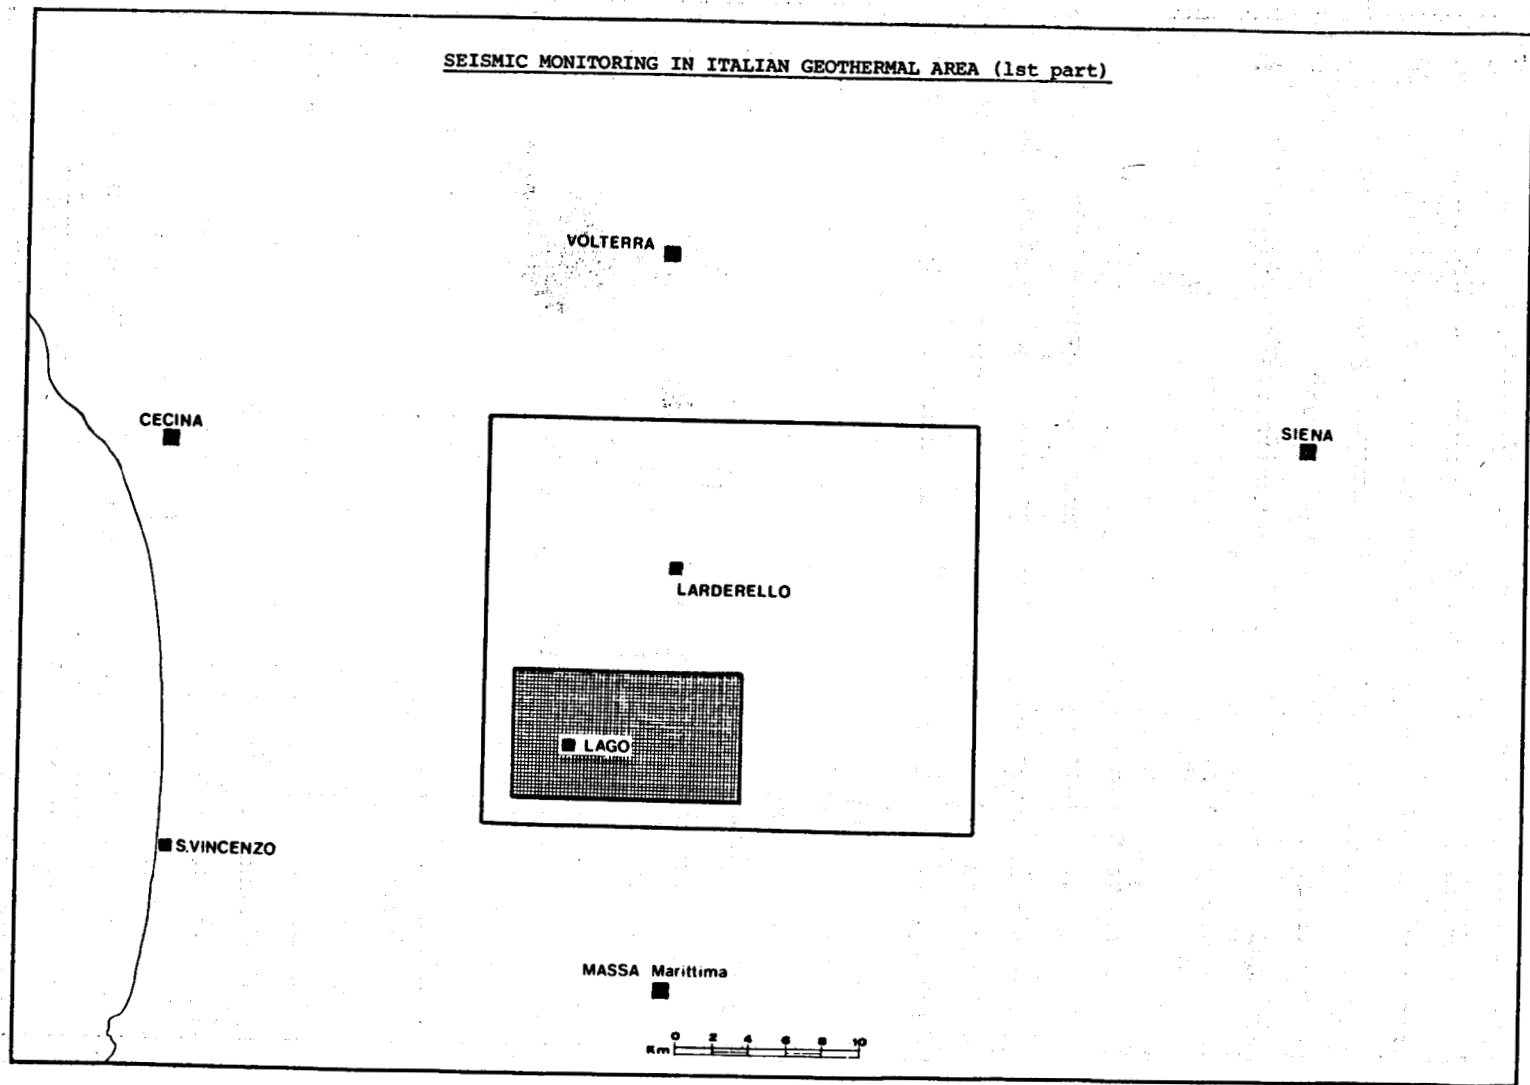 SEISMIC MONITORING IN ITALIAN GEOTHERMAL AREA (1st part)
VOLTERRA
CECINA
SIENA
LARDERELLO
LAGO
S.VINCENZO
MASSA Marittima
Km 0 2 4 6 8 10